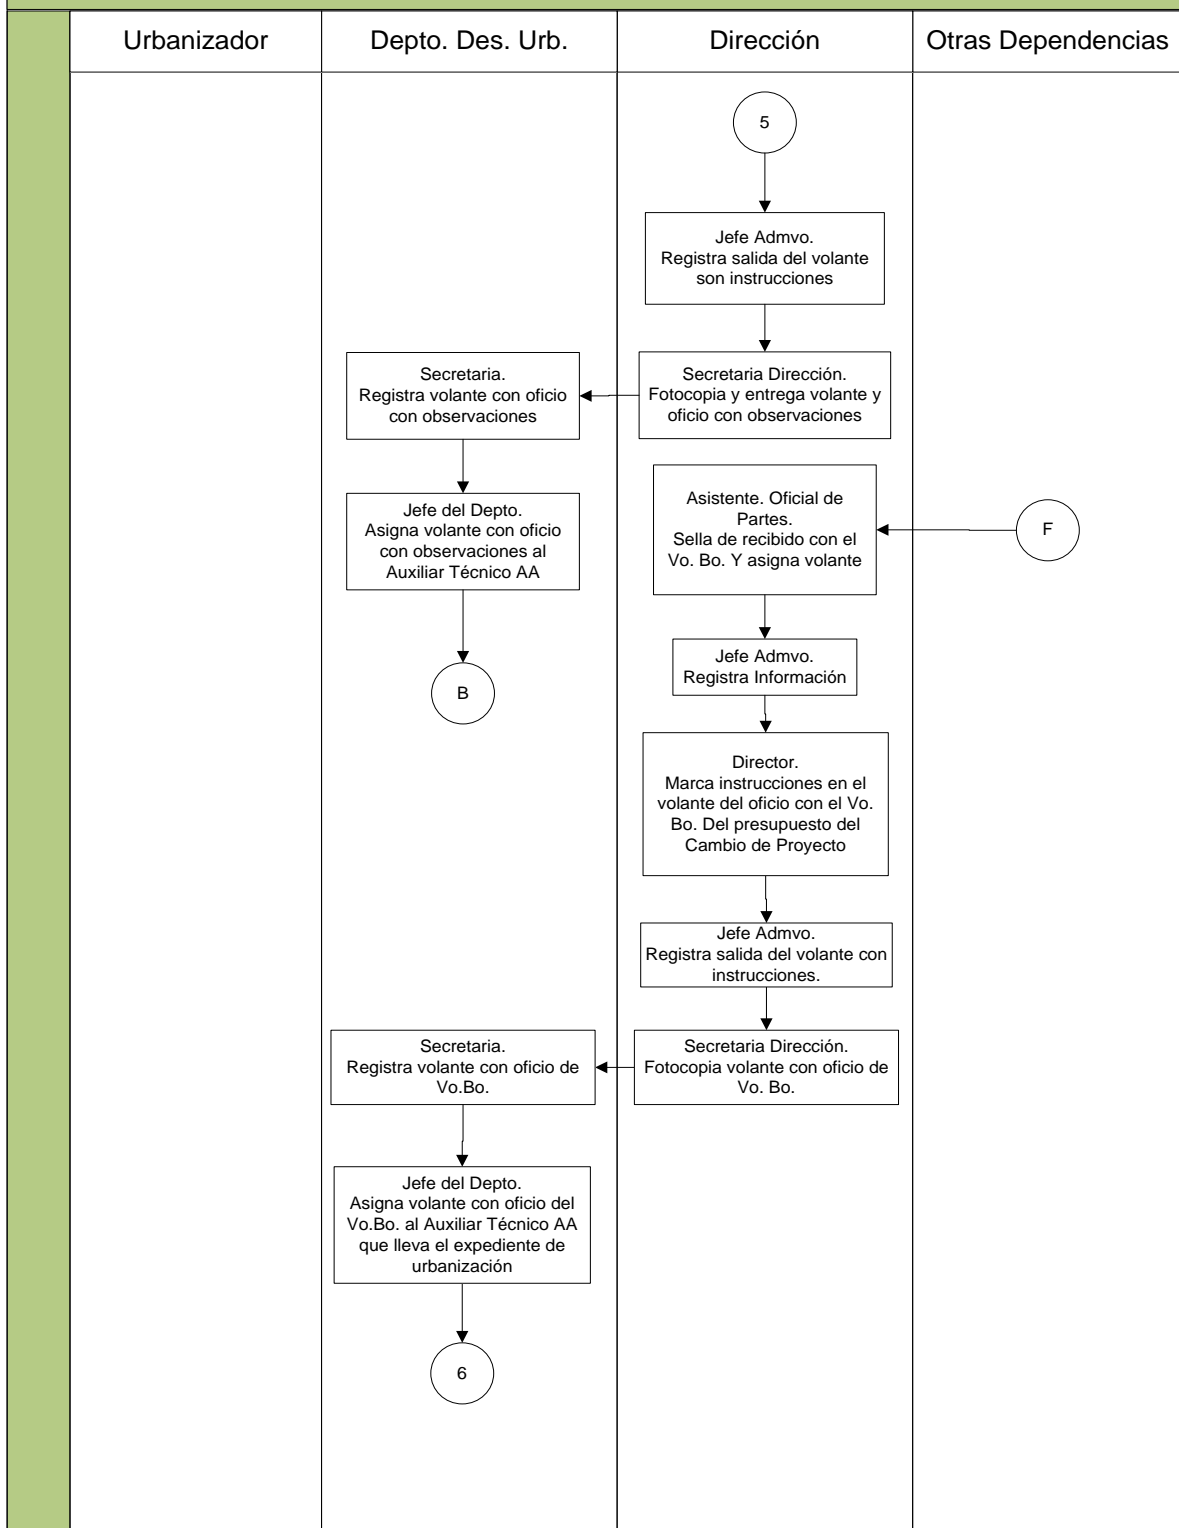 Urbanizador
Depto. Des. Urb.
Dirección
Otras Dependencias
5
Jefe Admvo.
Registra salida del volante
son instrucciones
Secretaria Dirección.
Fotocopia y entrega volante y
oficio con observaciones
Secretaria.
Registra volante con oficio
con observaciones
Jefe del Depto.
Asigna volante con oficio
con observaciones al
Auxiliar Técnico AA
B
F
Asistente. Oficial de
Partes.
Sella de recibido con el
Vo. Bo. Y asigna volante
Jefe Admvo.
Registra Información
Director.
Marca instrucciones en el
volante del oficio con el Vo.
Bo. Del presupuesto del
Cambio de Proyecto
Jefe Admvo.
Registra salida del volante con
instrucciones.
Secretaria Dirección.
Fotocopia volante con oficio de
Vo. Bo.
Secretaria.
Registra volante con oficio de
Vo.Bo.
Jefe del Depto.
Asigna volante con oficio del
Vo.Bo. al Auxiliar Técnico AA
que lleva el expediente de
urbanización
6